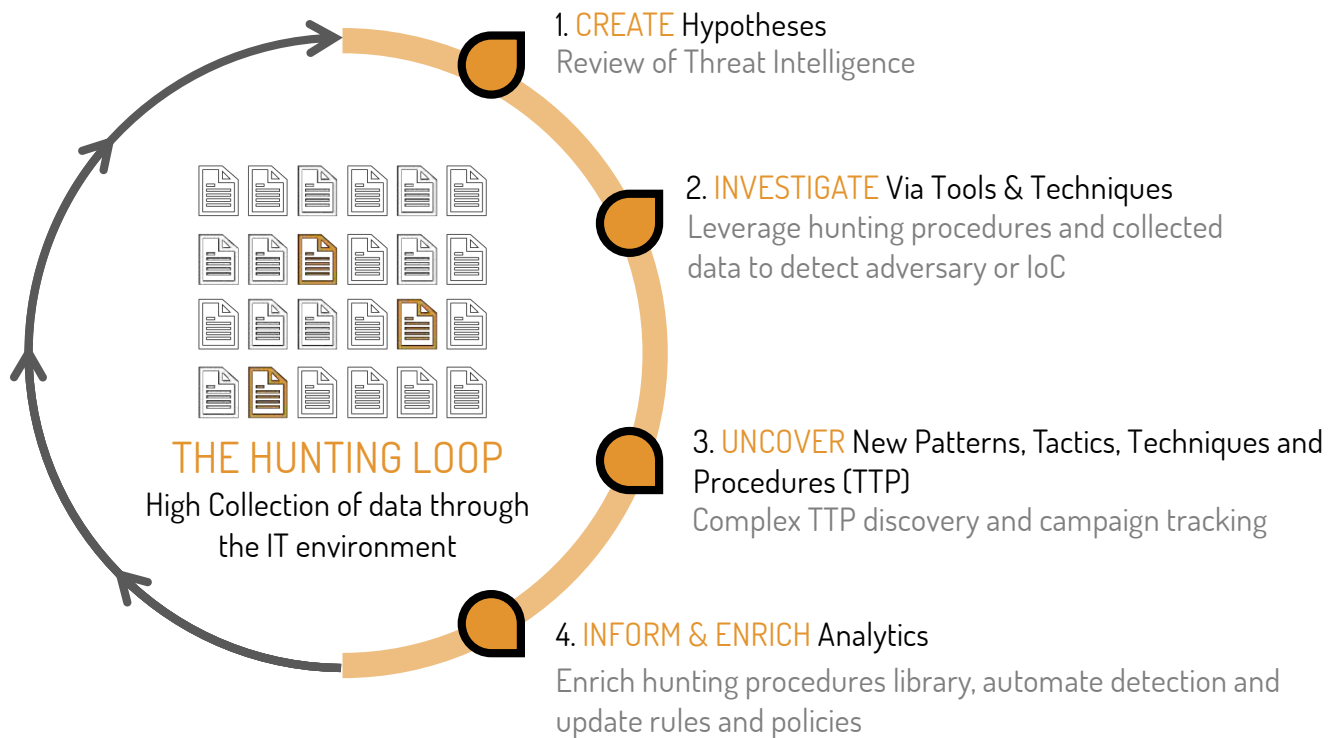 1. CREATE Hypotheses
Review of Threat Intelligence
2. INVESTIGATE Via Tools & Techniques
Leverage hunting procedures and collected
data to detect adversary or IoC
THE HUNTING LOOP
High Collection of data through
the IT environment
3. UNCOVER New Patterns, Tactics, Techniques and
Procedures (TTP)
Complex TTP discovery and campaign tracking
4. INFORM & ENRICH Analytics
Enrich hunting procedures library, automate detection and
update rules and policies